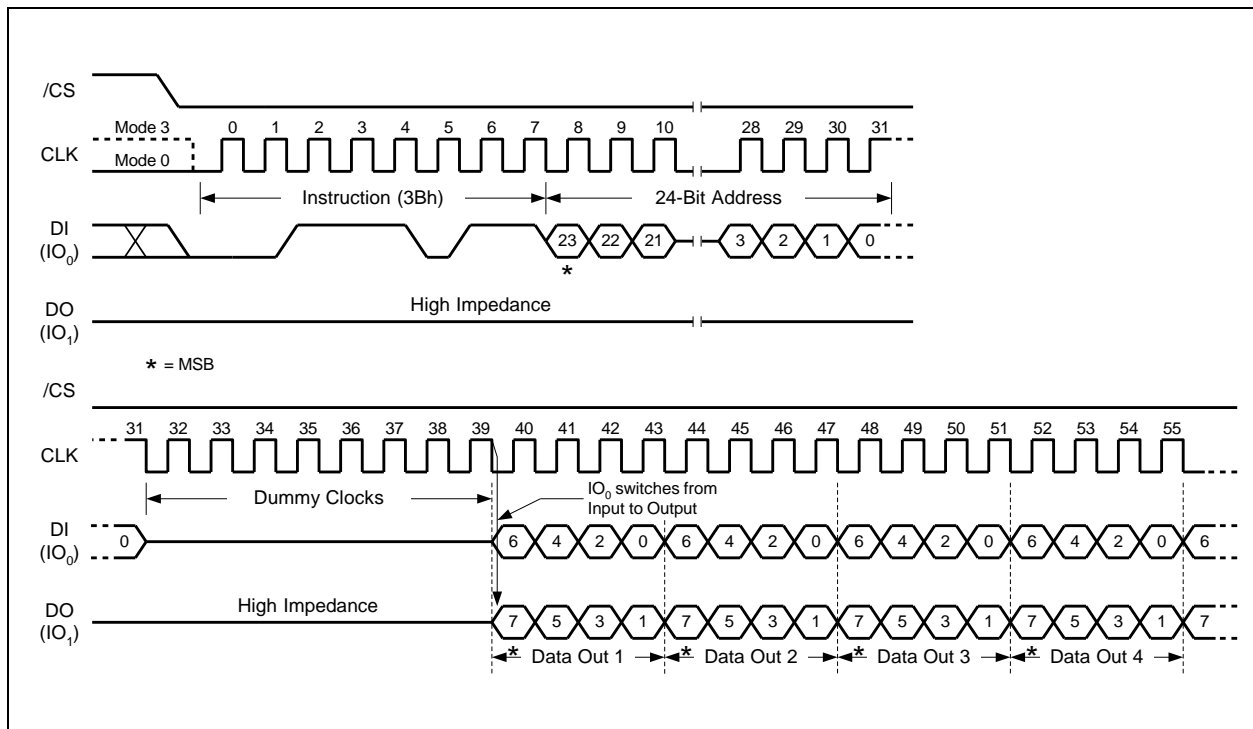 /CS
Mode 3 0 1 2 3 4 5 6 7 8 9 10 28 29 30 31
CLK
Mode 0
Instruction (3Bh) 24-Bit Address
DI
(IO0) 23 22 21 3 2 1 0
*
High Impedance
DO
(IO1)
* = MSB
/CS
31 32 33 34 35 36 37 38 39 40 41 42 43 44 45 46 47 48 49 50 51 52 53 54 55
CLK
Dummy Clocks
IO0 switches from
Input to Output
DI
(IO0) 0 6 4 2 0 6 4 2 0 6 4 2 0 6 4 2 0 6
High Impedance
DO
(IO1) 7 5 3 1 7 5 3 1 7 5 3 1 7 5 3 1 7
* Data Out 1 * Data Out 2 * Data Out 3 * Data Out 4